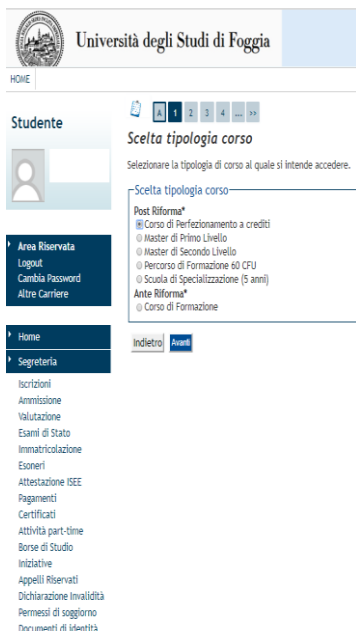 Università degli Studi di Foggia
HOME
Studente
A 1 2 3 4 ... >>
Scelta tipologia corso
Selezionare la tipologia di corso al quale si intende accedere.
Scelta tipologia corso
Post Riforma*
Corso di Perfezionamento a crediti
Master di Primo Livello
Master di Secondo Livello
Percorso di Formazione 60 CFU
Scuola di Specializzazione (5 anni)
Ante Riforma*
Corso di Formazione
Indietro Avanti
Area Riservata
Logout
Cambia Password
Altre Carriere
Home
Segreteria
Iscrizioni
Ammissione
Valutazione
Esami di Stato
Immatricolazione
Esoneri
Attestazione ISEE
Pagamenti
Certificati
Attività part-time
Borse di Studio
Iniziative
Appelli Riservati
Dichiarazione Invalidità
Permessi di soggiorno
Documenti di identità